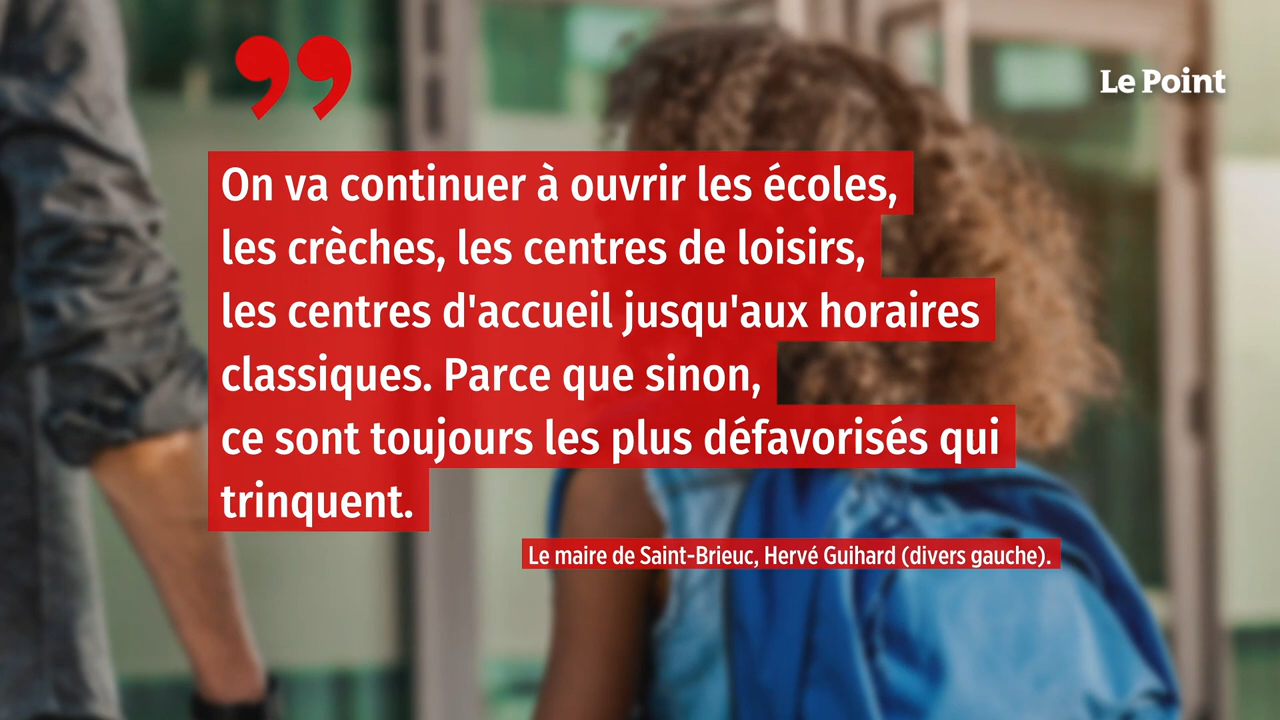 Le Point
On va continuer à ouvrir les écoles,
les crèches, les centres de loisirs,
les centres d'accueil jusqu'aux horaires
classiques. Parce que sinon,
ce sont toujours les plus défavorisés qui
trinquent.
Le maire de Saint-Brieuc, Hervé Guihard (divers gauche).